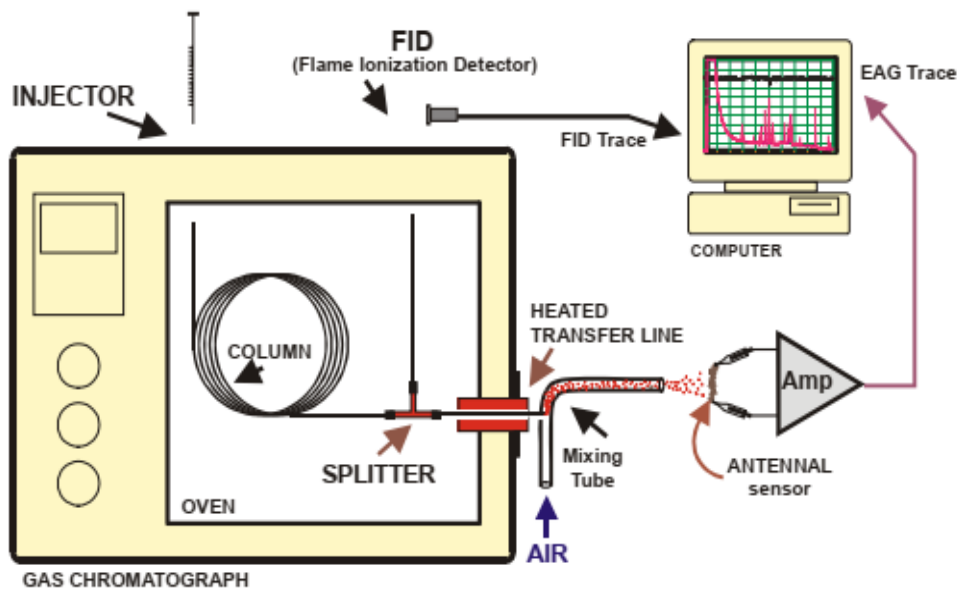 FID
(Flame Ionization Detector)
INJECTOR
EAG Trace
FID Trace
COMPUTER
HEATED
TRANSFER LINE
COLUMN
Amp
SPLITTER
Mixing
Tube
ANTENNAL
sensor
OVEN
AIR
GAS CHROMATOGRAPH